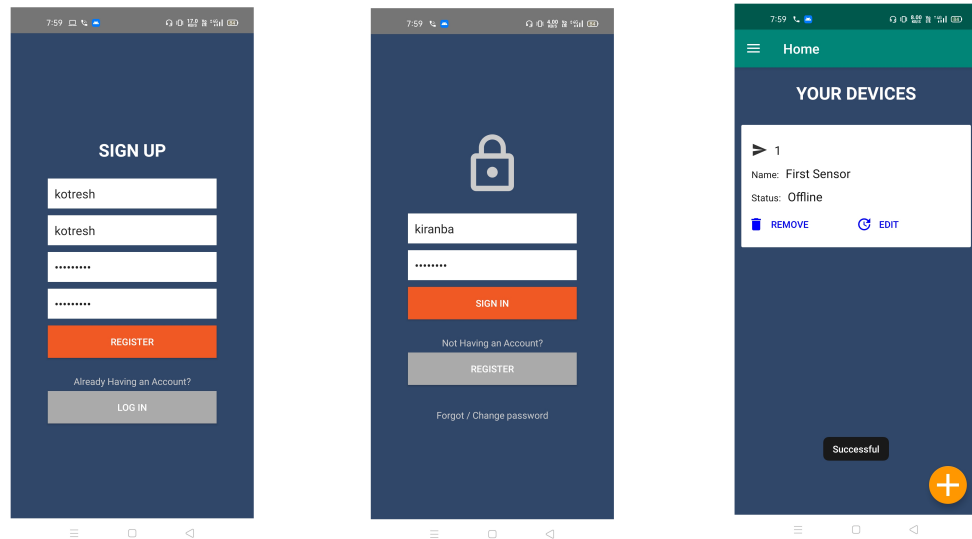 7:59
SIGN UP
kotresh
kotresh
•••••••••
•••••••••
REGISTER
Already Having an Account?
LOG IN
7:59
kiranba
••••••••
SIGN IN
Not Having an Account?
REGISTER
Forgot / Change password
7:59
Home
YOUR DEVICES
1
Name: First Sensor
Status: Offline
REMOVE EDIT
Successful